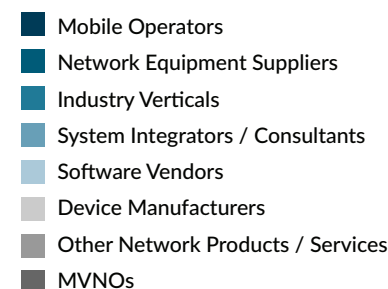 Mobile Operators
Network Equipment Suppliers
Industry Verticals
System Integrators / Consultants
Software Vendors
Device Manufacturers
Other Network Products / Services
MVNOs